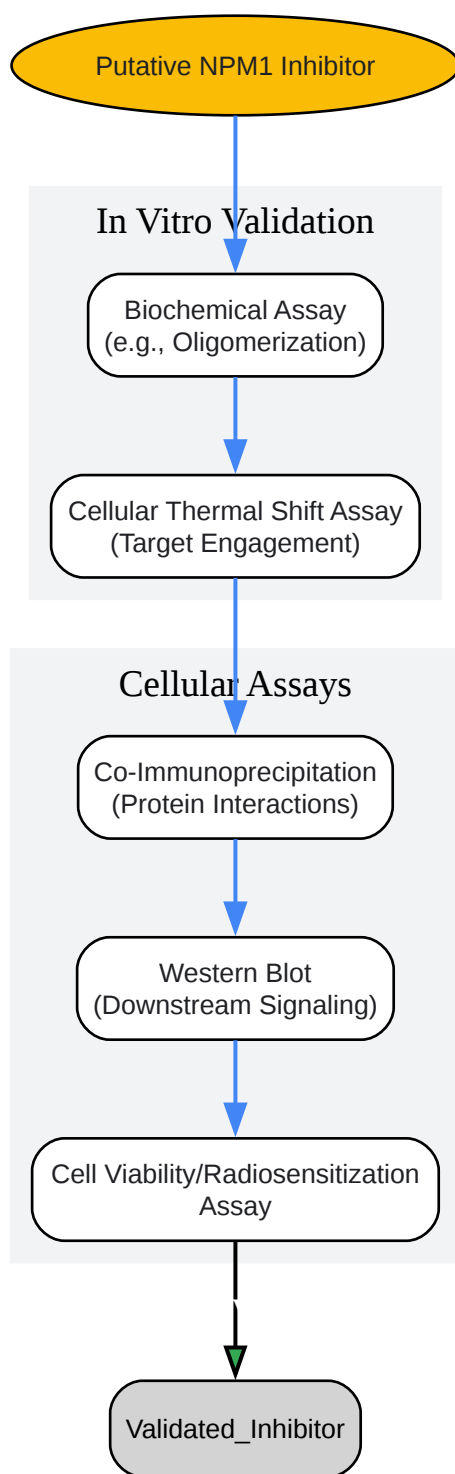 Putative NPM1 Inhibitor
In Vitro Validation
Biochemical Assay
(e.g., Oligomerization)
Cellular Thermal Shift Assay
(Target Engagement)
Cellular Assays
Co-Immunoprecipitation
(Protein Interactions)
Western Blot
(Downstream Signaling)
Cell Viability/Radiosensitization
Assay
Validated_Inhibitor